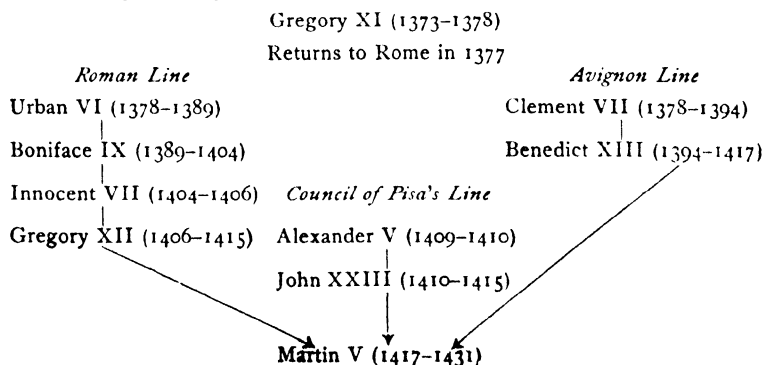 Gregory XI (1373–1378)
Returns to Rome in 1377
Roman Line
Avignon Line
Urban VI (1378–1389)
Clement VII (1378–1394)
Boniface IX (1389–1404)
Benedict XIII (1394–1417)
Innocent VII (1404–1406)
Council of Pisa's Line
Gregory XII (1406–1415)
Alexander V (1409–1410)
John XXIII (1410–1415)
Martin V (1417–1431)